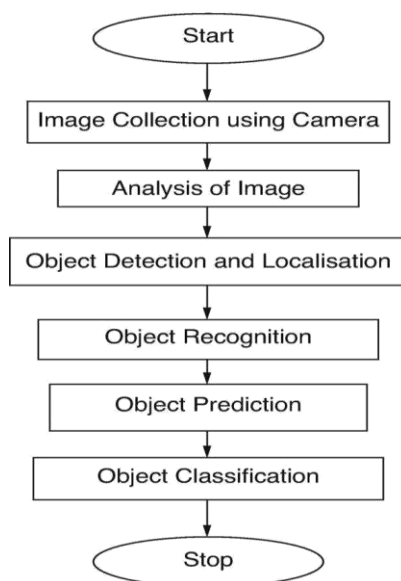 Start
Image Collection using Camera
Analysis of Image
Object Detection and Localisation
Object Recognition
Object Prediction
Object Classification
Stop